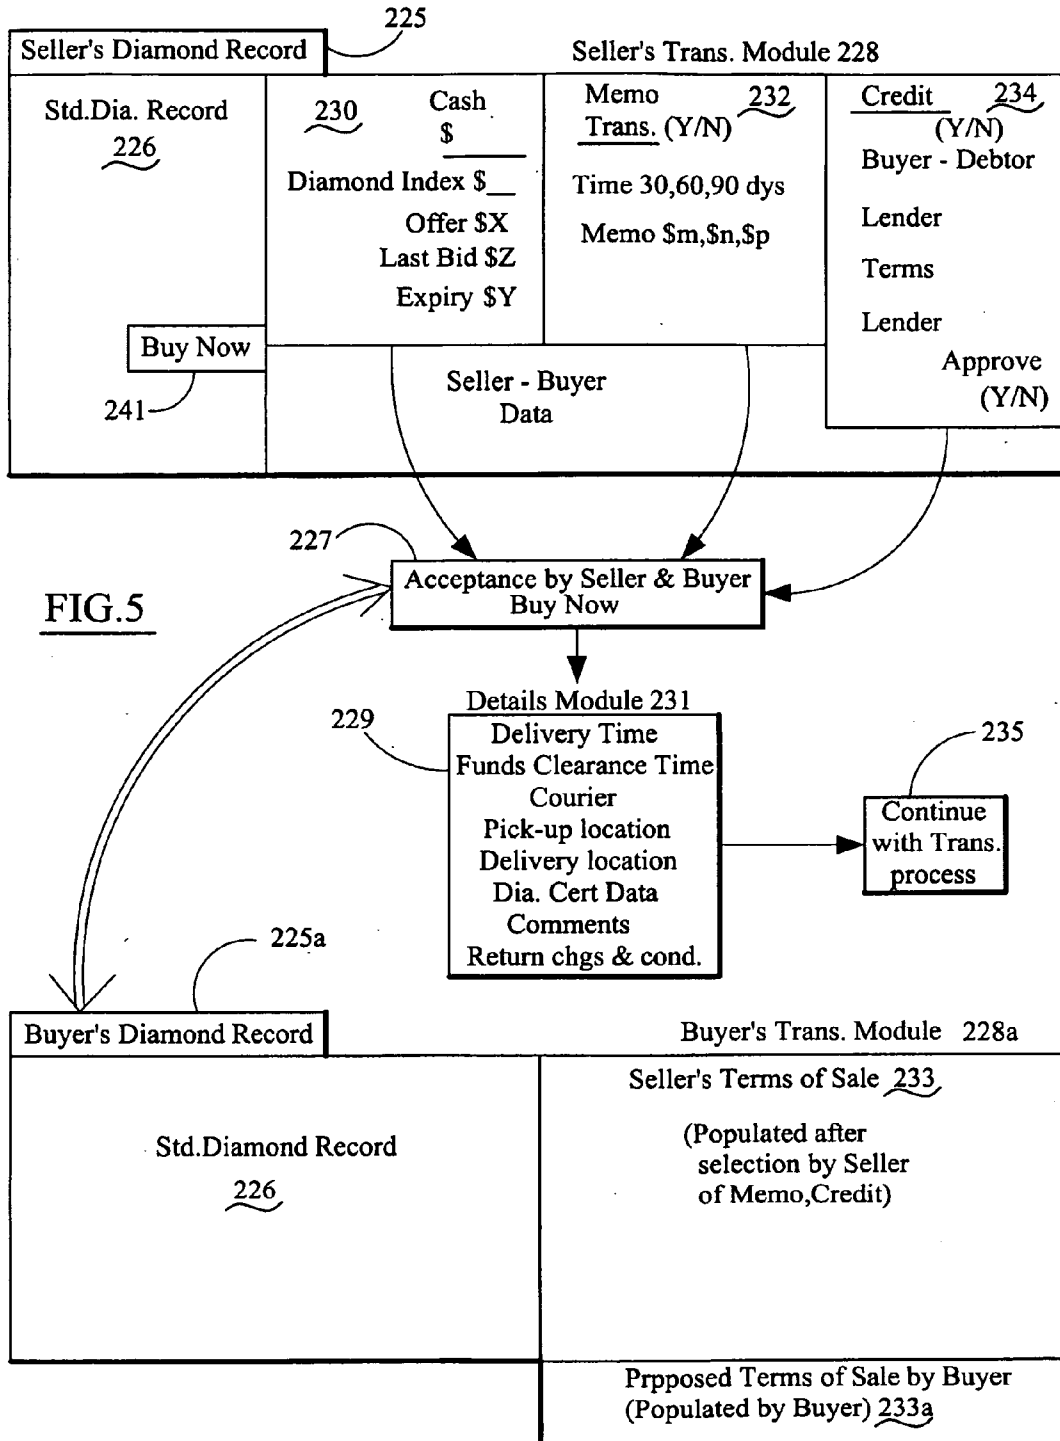 225
Seller's Diamond Record
Seller's Trans. Module 228
Std.Dia. Record
226
Buy Now
241
230
Cash
$
Diamond Index $__
Offer $X
Last Bid $Z
Expiry $Y
Memo
Trans. (Y/N)
232
Time 30,60,90 dys
Memo $m,$n,$p
Credit
234
(Y/N)
Buyer - Debtor
Lender
Terms
Lender
Approve
(Y/N)
Seller - Buyer
Data
227
Acceptance by Seller & Buyer
Buy Now
FIG.5
Details Module 231
229
Delivery Time
Funds Clearance Time
Courier
Pick-up location
Delivery location
Dia. Cert Data
Comments
Return chgs & cond.
235
Continue
with Trans.
process
225a
Buyer's Diamond Record
Buyer's Trans. Module 228a
Std.Diamond Record
226
Seller's Terms of Sale 233
(Populated after
selection by Seller
of Memo,Credit)
Prpposed Terms of Sale by Buyer
(Populated by Buyer) 233a